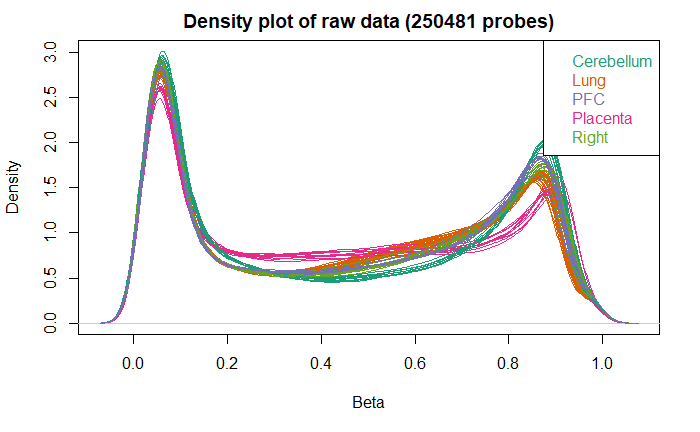 Density plot of raw data (250481 probes)
Cerebellum
Lung
PFC
Placenta
Right
Density
3.0
2.5
2.0
1.5
1.0
0.5
0.0
0.0 0.2 0.4 0.6 0.8 1.0
Beta